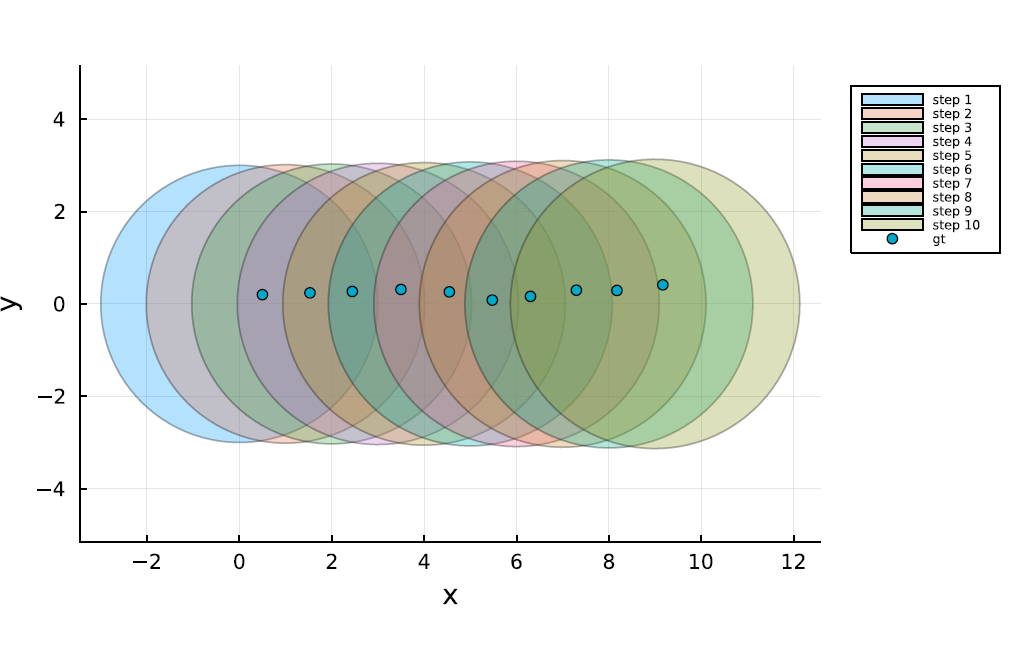 4
2
0
−2
−4
y
−2 0 2 4 6 8 10 12
x
step 1
step 2
step 3
step 4
step 5
step 6
step 7
step 8
step 9
step 10
gt